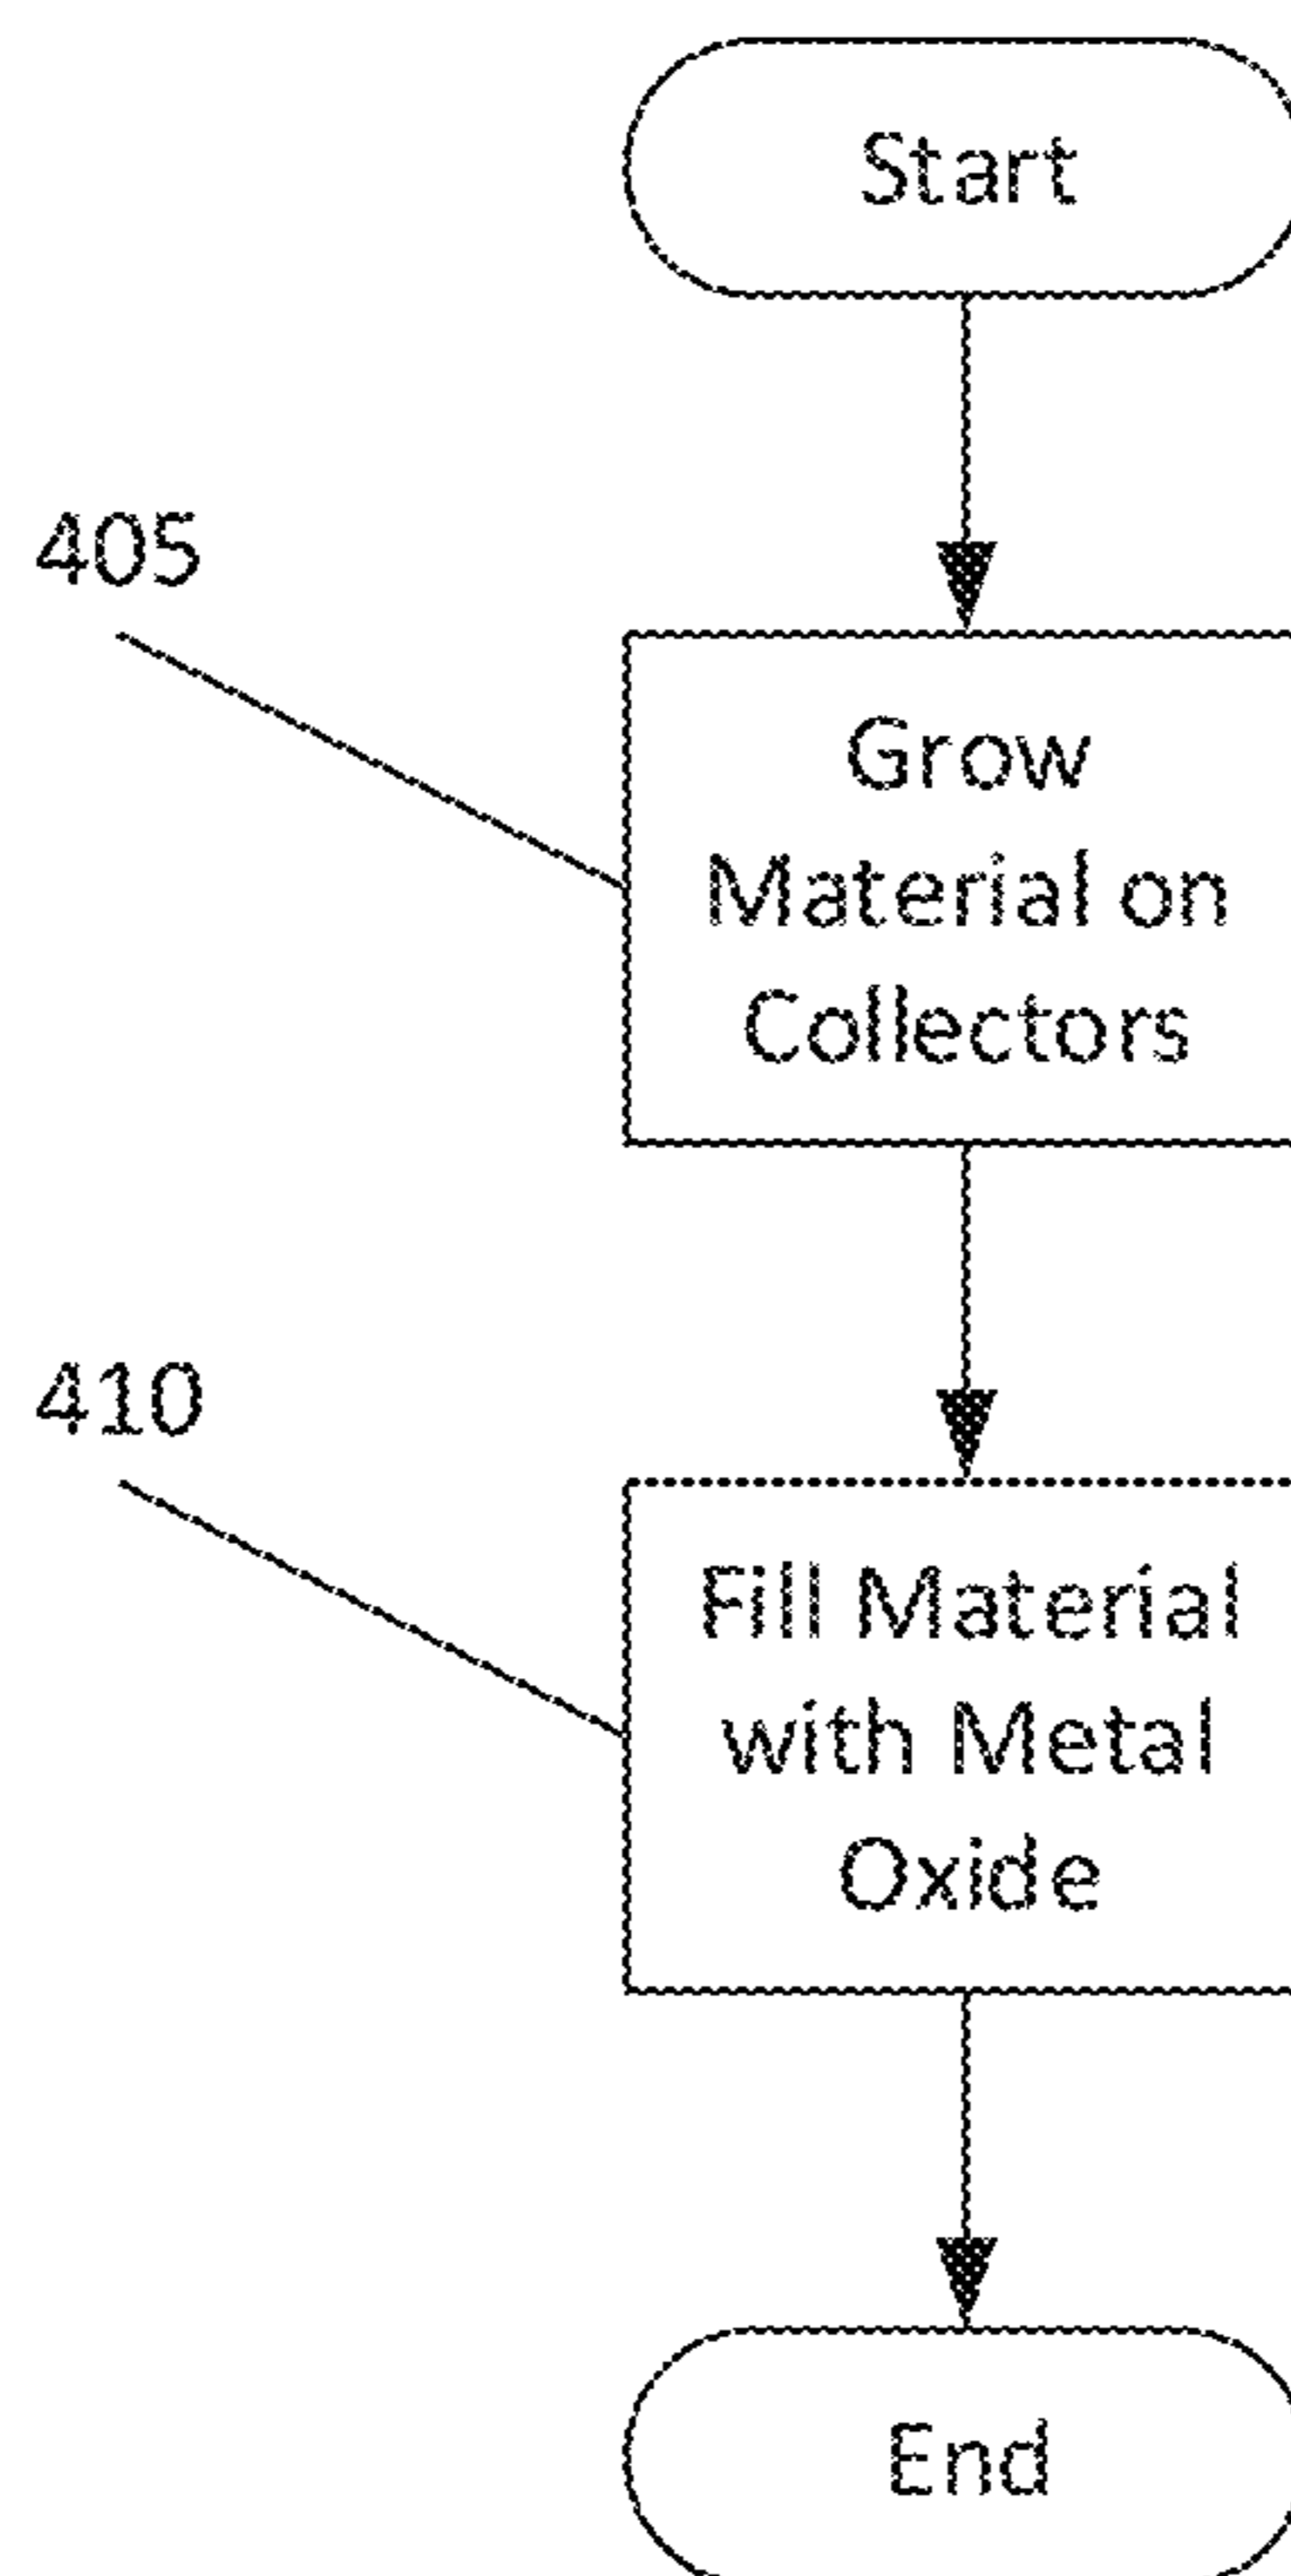 Start
405
Grow
Material on
Collectors
410
Fill Material
with Metal
Oxide
End